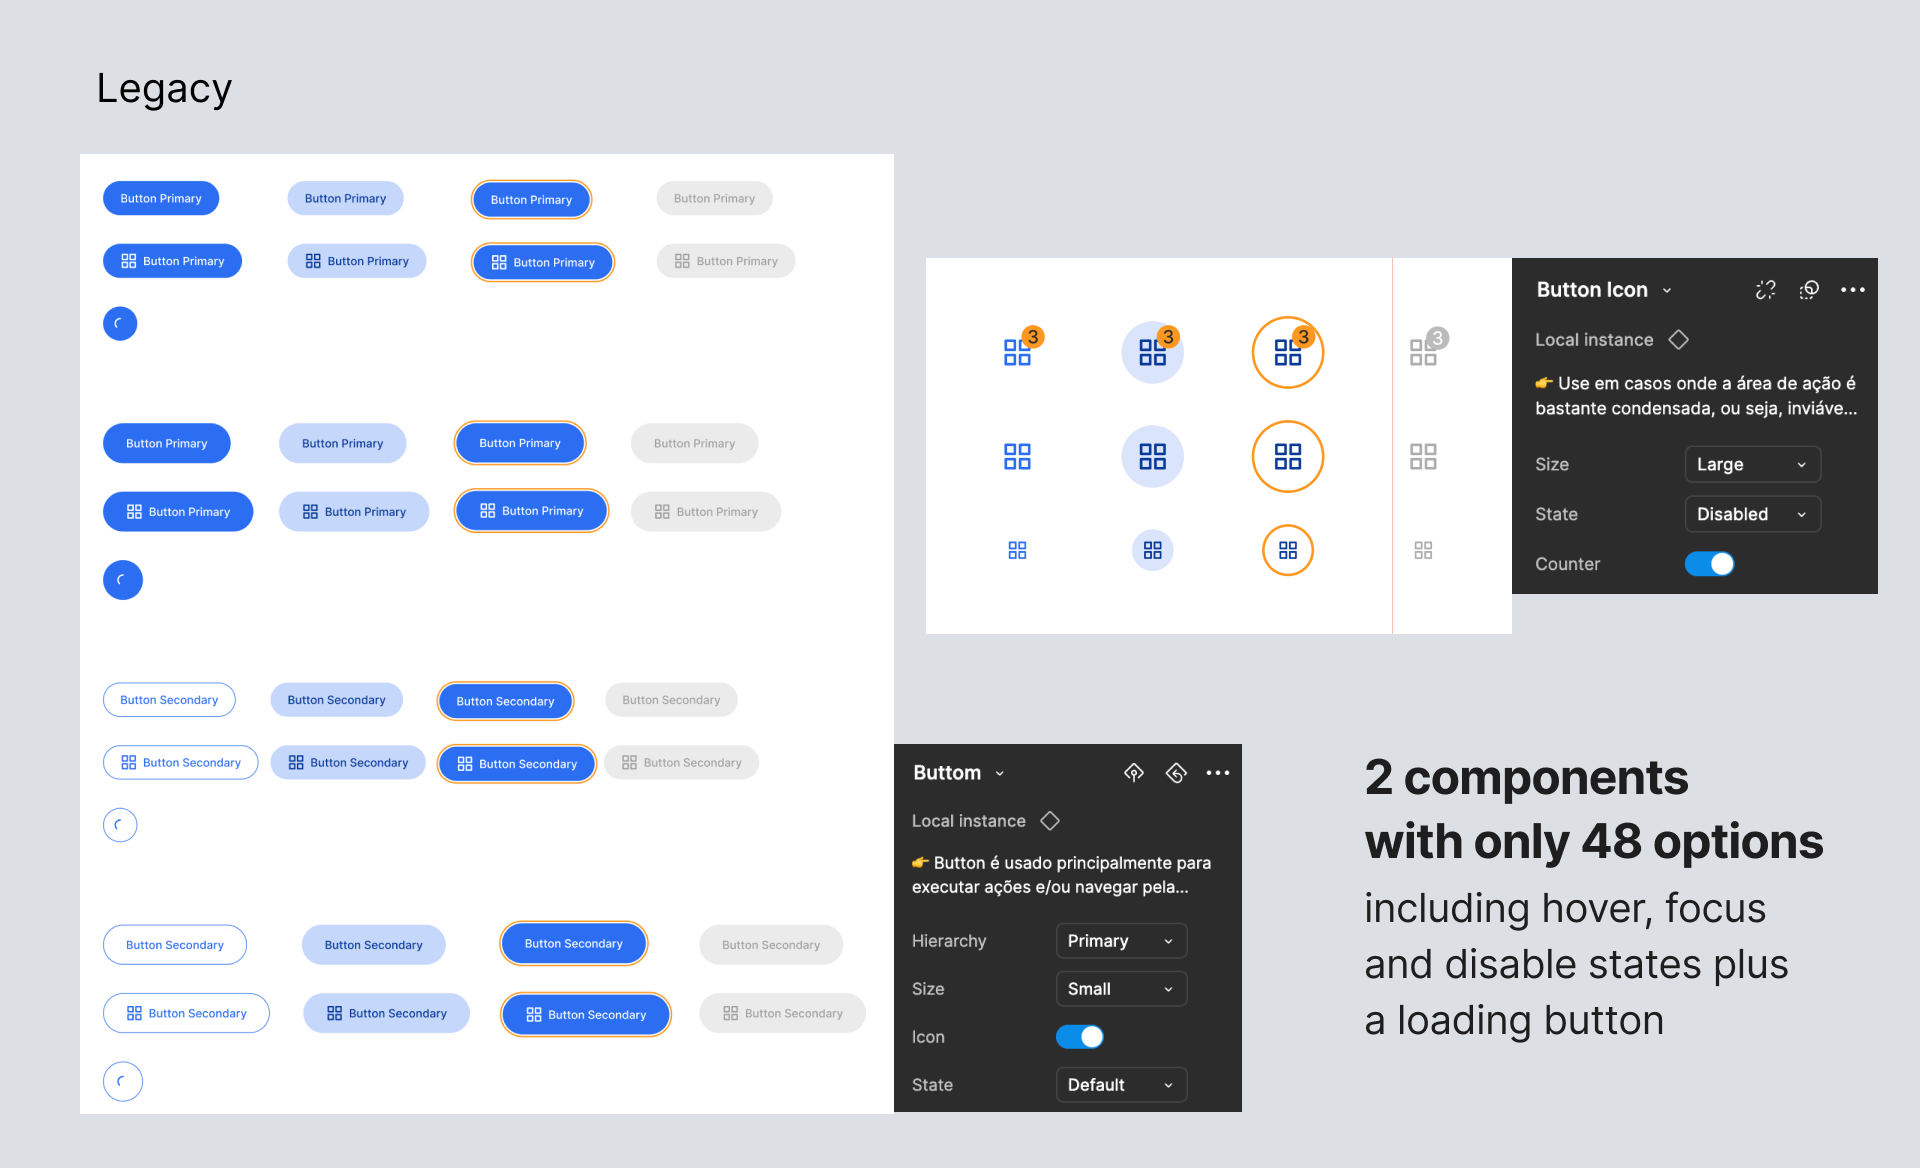 Legacy
Button Primary Button Primary Button Primary Button Primary
Button Primary Button Primary Button Primary Button Primary
Button Primary Button Primary Button Primary Button Primary
Button Primary Button Primary Button Primary Button Primary
Button Secondary Button Secondary Button Secondary Button Secondary
Button Secondary Button Secondary Button Secondary Button Secondary
Button Secondary Button Secondary Button Secondary Button Secondary
Button Secondary Button Secondary Button Secondary Button Secondary
3 3 3 3
Button Icon
Local instance
👉 Use em casos onde a área de ação é
bastante condensada, ou seja, inviáve...
Size Large
State Disabled
Counter
Buttom
Local instance
👉 Button é usado principalmente para
executar ações e/ou navegar pela...
Hierarchy Primary
Size Small
Icon
State Default
2 components
with only 48 options
including hover, focus
and disable states plus
a loading button